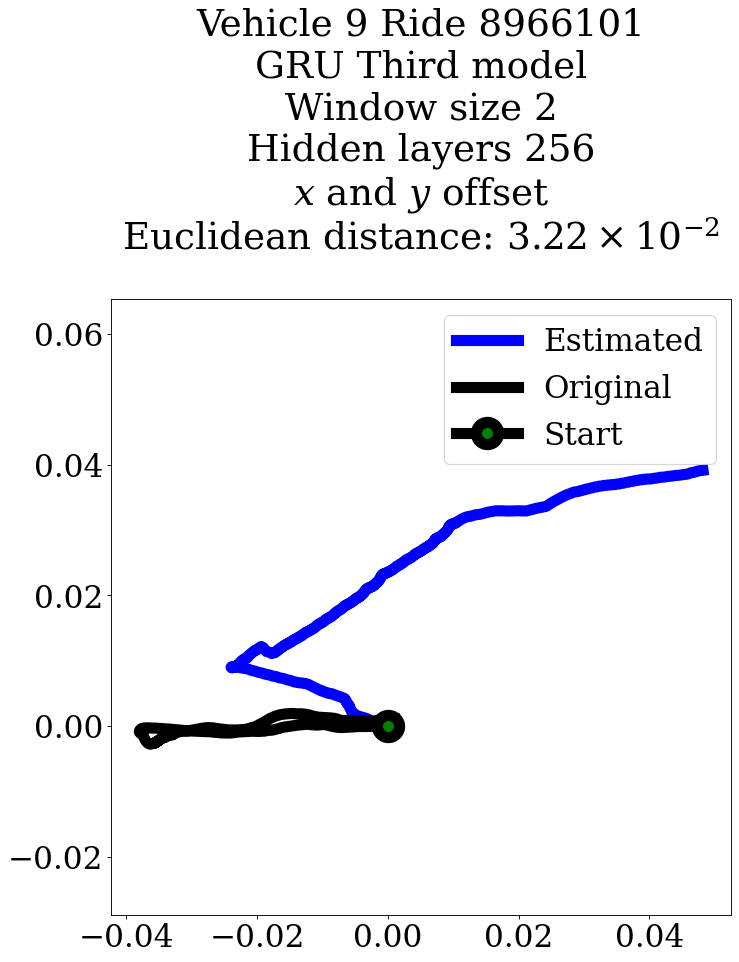 Vehicle 9 Ride 8966101
GRU Third model
Window size 2
Hidden layers 256
x and y offset
Euclidean distance: 3.22 × 10⁻²
Estimated
Original
Start
0.06
0.04
0.02
0.00
−0.02
−0.04 −0.02 0.00 0.02 0.04